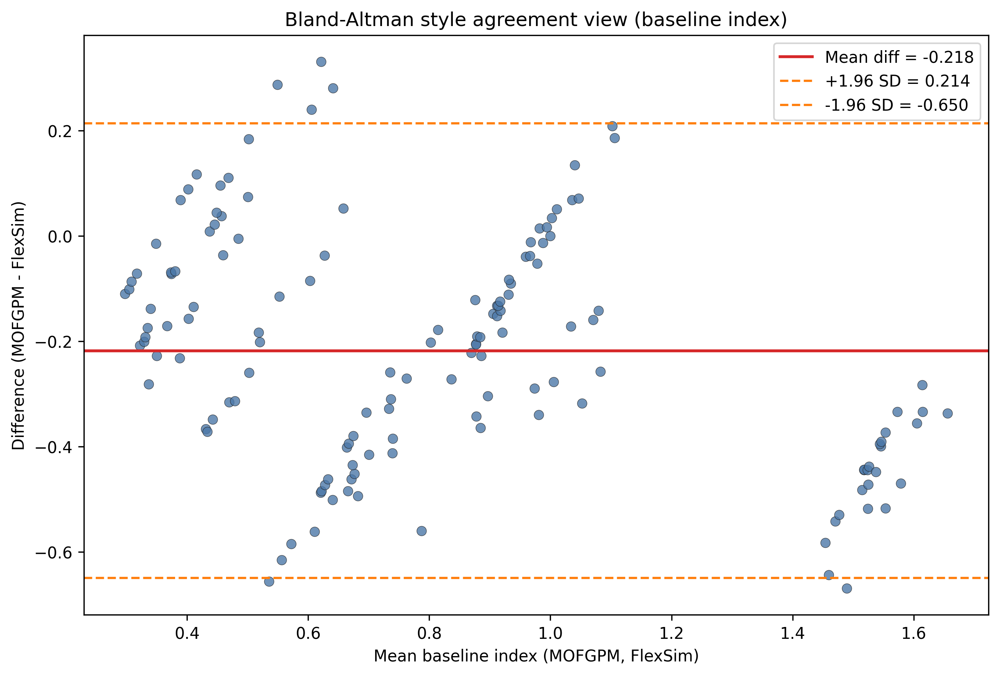 Bland-Altman style agreement view (baseline index)
Mean diff = -0.218
+1.96 SD = 0.214
-1.96 SD = -0.650
Difference (MOFGPM - FlexSim)
0.2
0.0
−0.2
−0.4
−0.6
0.4 0.6 0.8 1.0 1.2 1.4 1.6
Mean baseline index (MOFGPM, FlexSim)